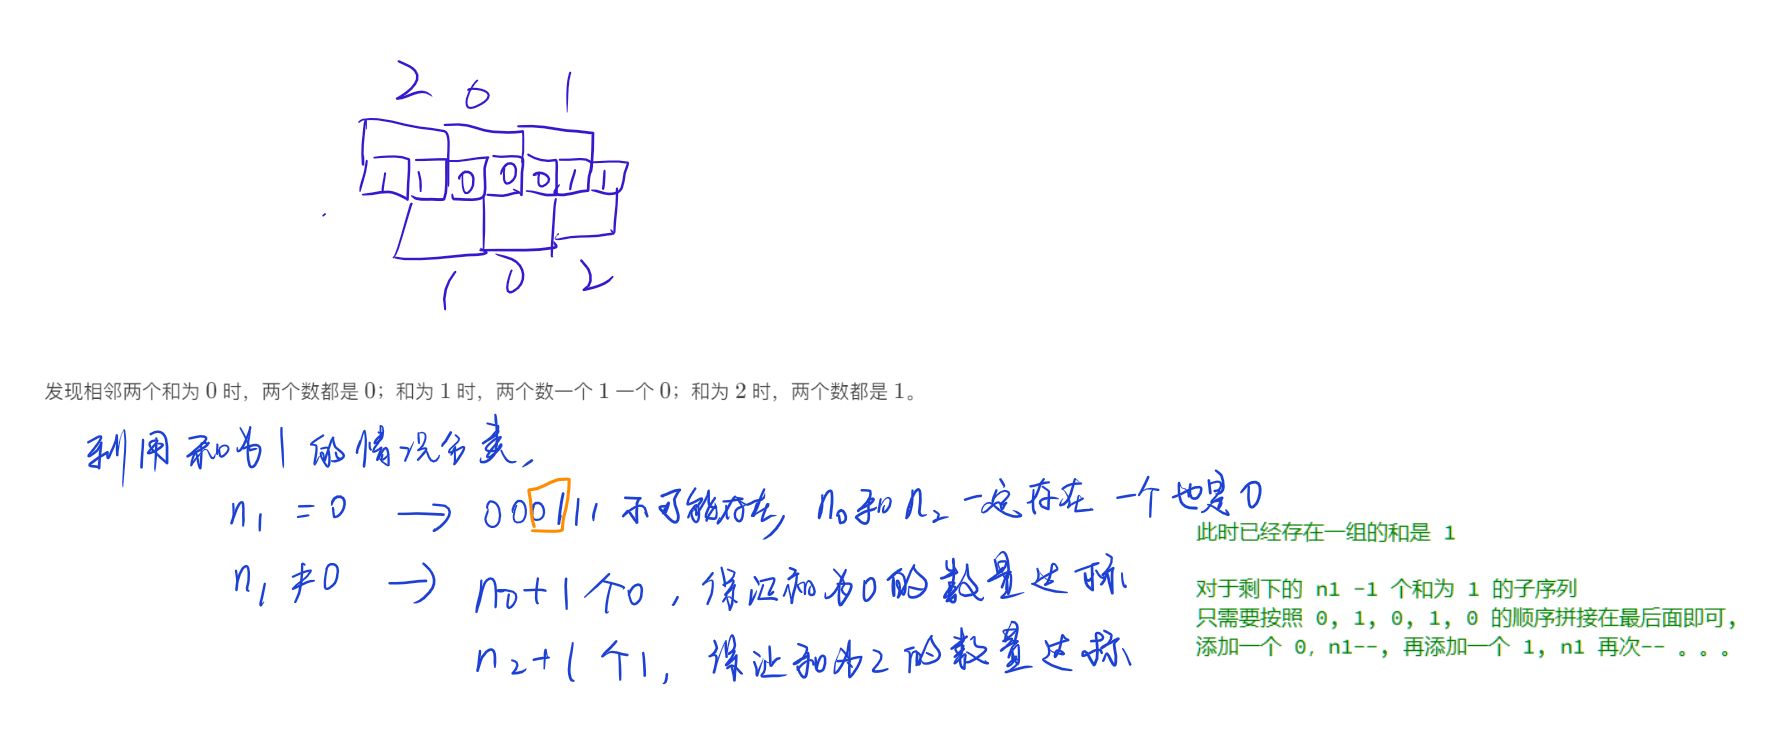 2 0 1
1 1 0 0 0 1 1
1 0 2
发现相邻两个和为 0 时，两个数都是 0；和为 1 时，两个数一个 1 一个 0；和为 2 时，两个数都是 1。
利用和为1的情况分类，
n₁ = 0 → 000111 不可能存在，n₀和n₂一定存在一个也是0
此时已经存在一组的和是 1
n₁ ≠ 0 → n₀+1个0，保证和为0的数量达标
对于剩下的 n1 -1 个和为 1 的子序列
只需要按照 0, 1, 0, 1, 0 的顺序拼接在最后面即可，
n₂+1个1，保证和为2的数量达标
添加一个 0，n1--，再添加一个 1，n1 再次-- 。。。